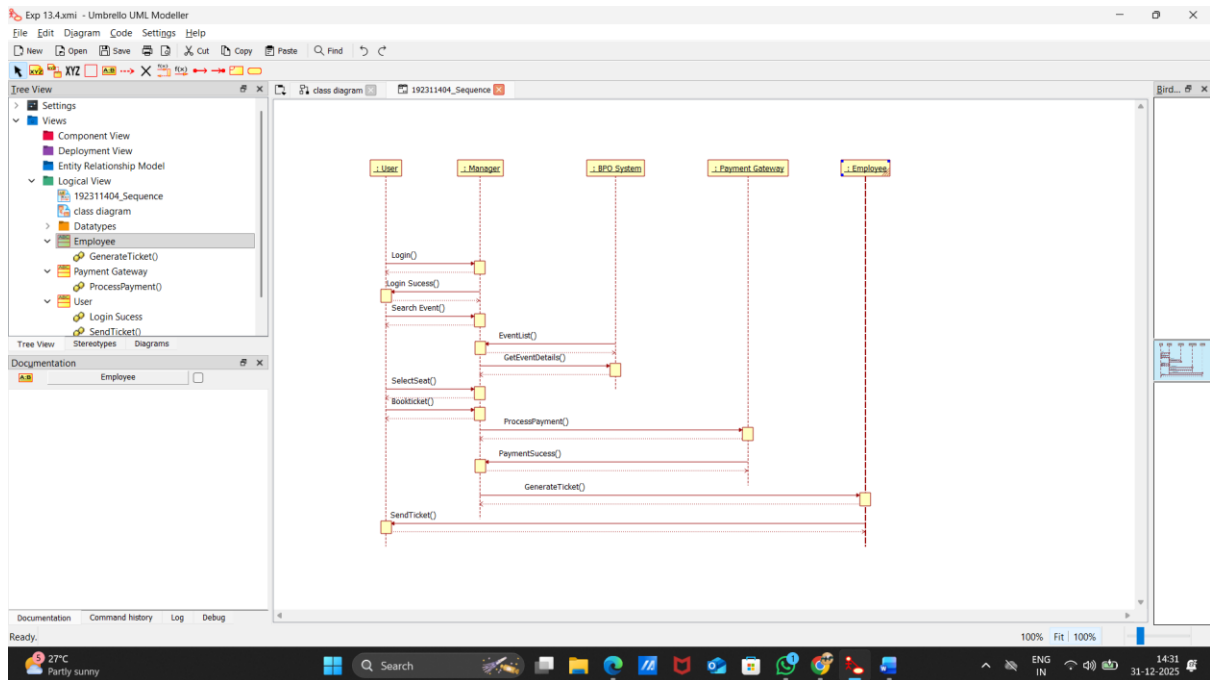 Exp 13.4.xmi - Umbrello UML Modeller
File Edit Diagram Code Settings Help
New Open Save Cut Copy Paste Find
XYZ XYZ A:B f(x) f(x)
Tree View
class diagram 192311404_Sequence
Bird...
Settings
Views
Component View
Deployment View
Entity Relationship Model
Logical View
192311404_Sequence
class diagram
Datatypes
Employee
GenerateTicket()
Payment Gateway
ProcessPayment()
User
Login Sucess
SendTicket()
Tree View Stereotypes Diagrams
Documentation
A:B Employee
Documentation Command history Log Debug
: User : Manager : BPO System : Payment Gateway : Employee
Login()
Login Sucess()
Search Event()
EventList()
GetEventDetails()
SelectSeat()
Bookticket()
ProcessPayment()
PaymentSucess()
GenerateTicket()
SendTicket()
Ready.
100% Fit 100%
5 27°C
Partly sunny
Search
1
ENG
IN
14:31
31-12-2025